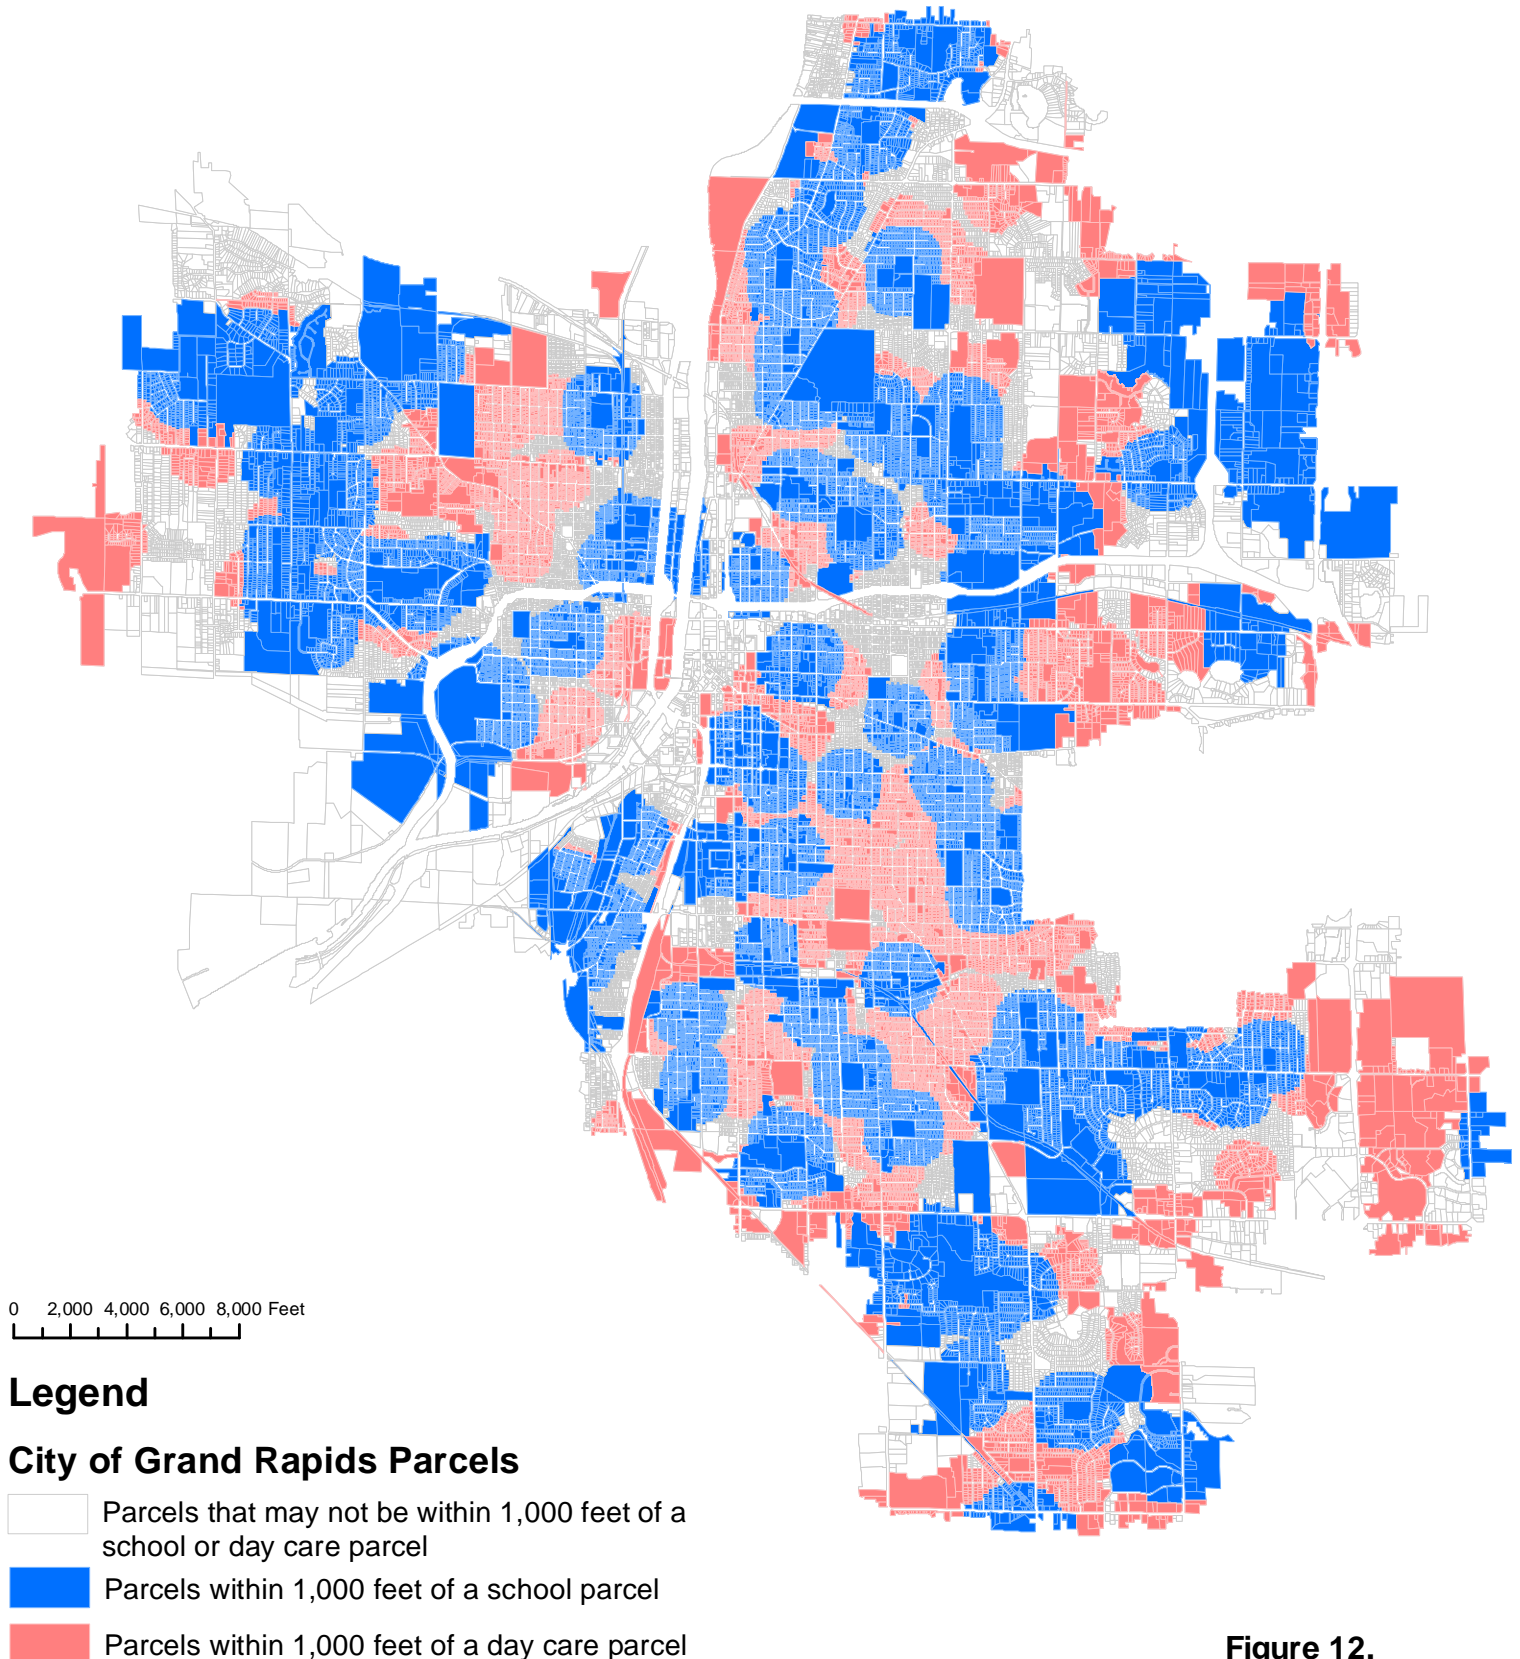 0 2,000 4,000 6,000 8,000 Feet
Legend
City of Grand Rapids Parcels
Parcels that may not be within 1,000 feet of a
school or day care parcel
Parcels within 1,000 feet of a school parcel
Parcels within 1,000 feet of a day care parcel
Figure 12.